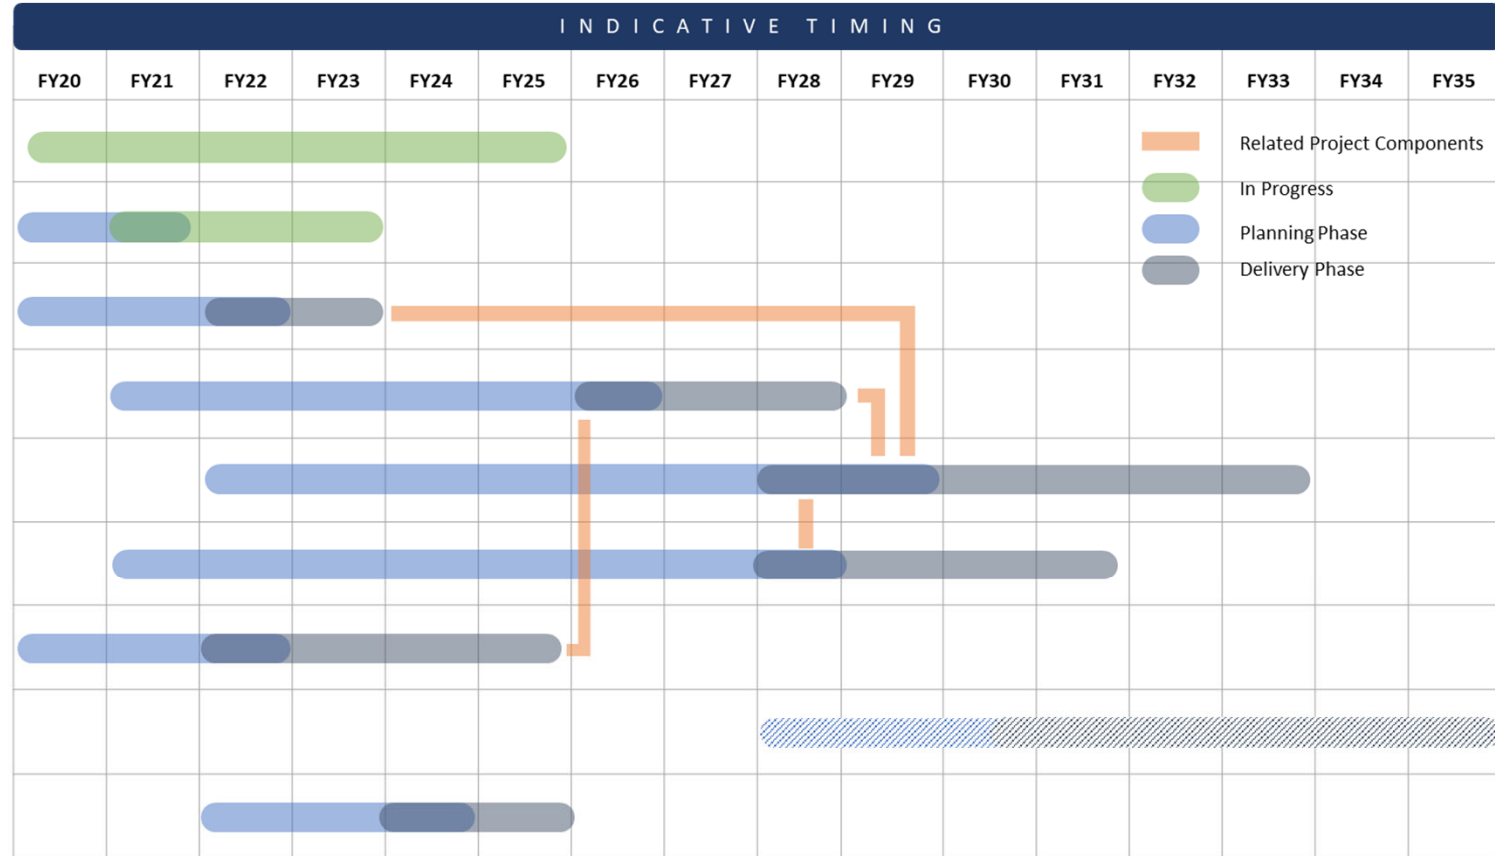 INDICATIVE TIMING
FY20 FY21 FY22 FY23 FY24 FY25 FY26 FY27 FY28 FY29 FY30 FY31 FY32 FY33 FY34 FY35
Related Project Components
In Progress
Planning Phase
Delivery Phase